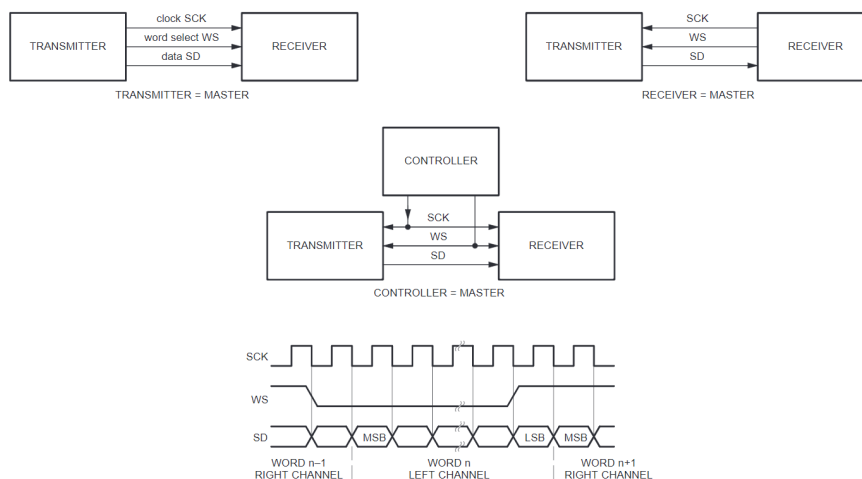 clock SCK
word select WS
data SD
TRANSMITTER
RECEIVER
TRANSMITTER = MASTER
SCK
WS
SD
TRANSMITTER
RECEIVER
RECEIVER = MASTER
CONTROLLER
SCK
WS
SD
TRANSMITTER
RECEIVER
CONTROLLER = MASTER
SCK
WS
SD
MSB
LSB
MSB
WORD n–1
RIGHT CHANNEL
WORD n
LEFT CHANNEL
WORD n+1
RIGHT CHANNEL